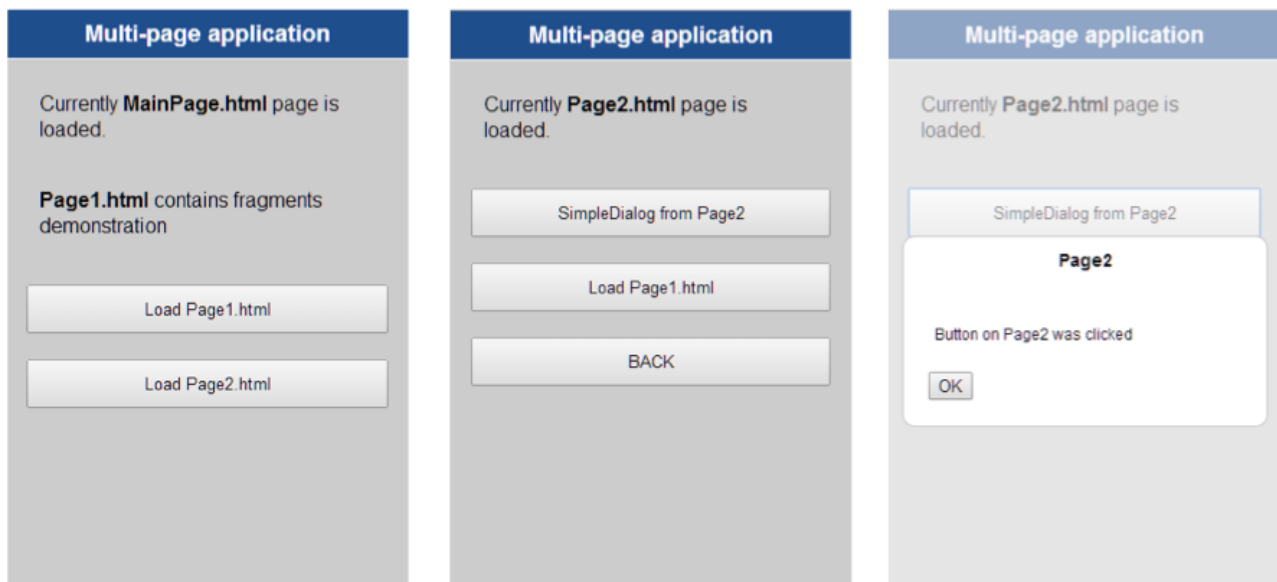 Multi-page application
Currently MainPage.html page is
loaded.
Page1.html contains fragments
demonstration
Load Page1.html
Load Page2.html
Multi-page application
Currently Page2.html page is
loaded.
SimpleDialog from Page2
Load Page1.html
BACK
Multi-page application
Currently Page2.html page is
loaded.
SimpleDialog from Page2
Page2
Button on Page2 was clicked
OK